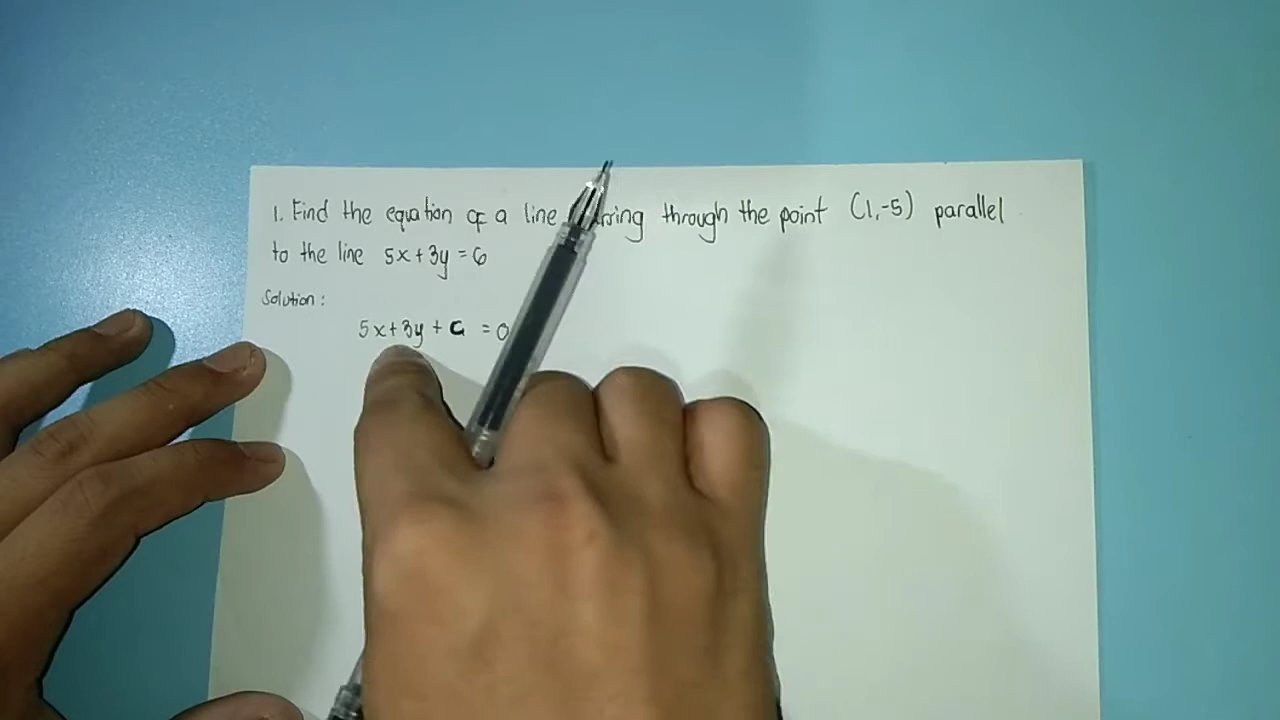 1. Find the equation of a line through the point (1,-5) parallel
to the line 5x+3y=6
Solution:
5x+3y+C=0